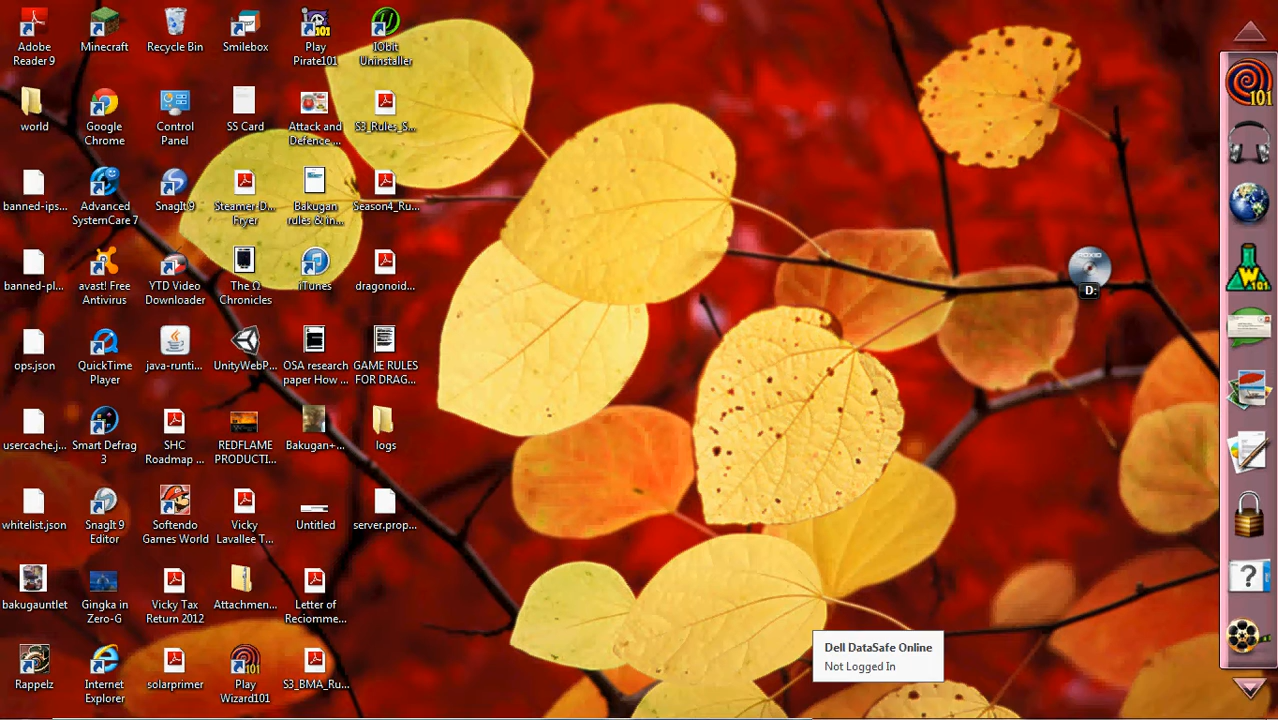 Adobe
Reader 9
Minecraft
Recycle Bin
Smilebox
Play
Pirate101
IObit
Uninstaller
world
Google
Chrome
Control
Panel
SS Card
Attack and
Defence ...
S3_Rules_S...
banned-ips...
Advanced
SystemCare 7
SnagIt 9
Steamer-D...
Fryer
Bakugan
rules & in...
Season4_Ru...
banned-pl...
avast! Free
Antivirus
YTD Video
Downloader
The Ω
Chronicles
iTunes
dragonoid...
ops.json
QuickTime
Player
java-runti...
UnityWebP...
OSA research
paper How ...
GAME RULES
FOR DRAG...
usercache.j...
Smart Defrag
3
SHC
Roadmap ...
REDFLAME
PRODUCTI...
Bakugan+...
logs
whitelist.json
SnagIt 9
Editor
Softendo
Games World
Vicky
Lavallee T...
Untitled
server.prop...
bakugauntlet
Gingka in
Zero-G
Vicky Tax
Return 2012
Attachmen...
Letter of
Reciomme...
Rappelz
Internet
Explorer
solarprimer
Play
Wizard101
S3_BMA_Ru...
101
W
101
D:
Dell DataSafe Online
Not Logged In